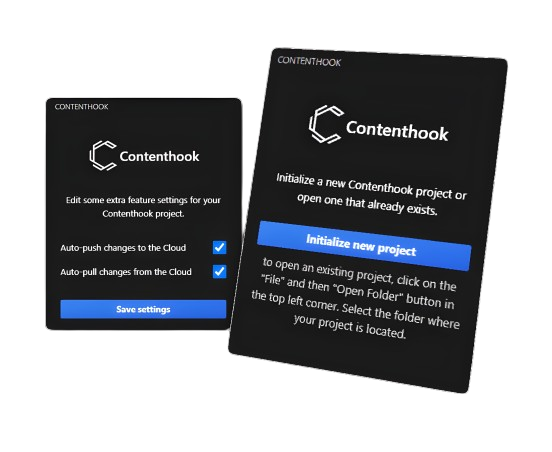 CONTENTHOOK
Contenthook
Edit some extra feature settings for your
Contenthook project.
Auto-push changes to the Cloud
Auto-pull changes from the Cloud
Save settings
CONTENTHOOK
Contenthook
Initialize a new Contenthook project or
open one that already exists.
Initialize new project
to open an existing project, click on the
"File" and then "Open Folder" button in
the top left corner. Select the folder where
your project is located.